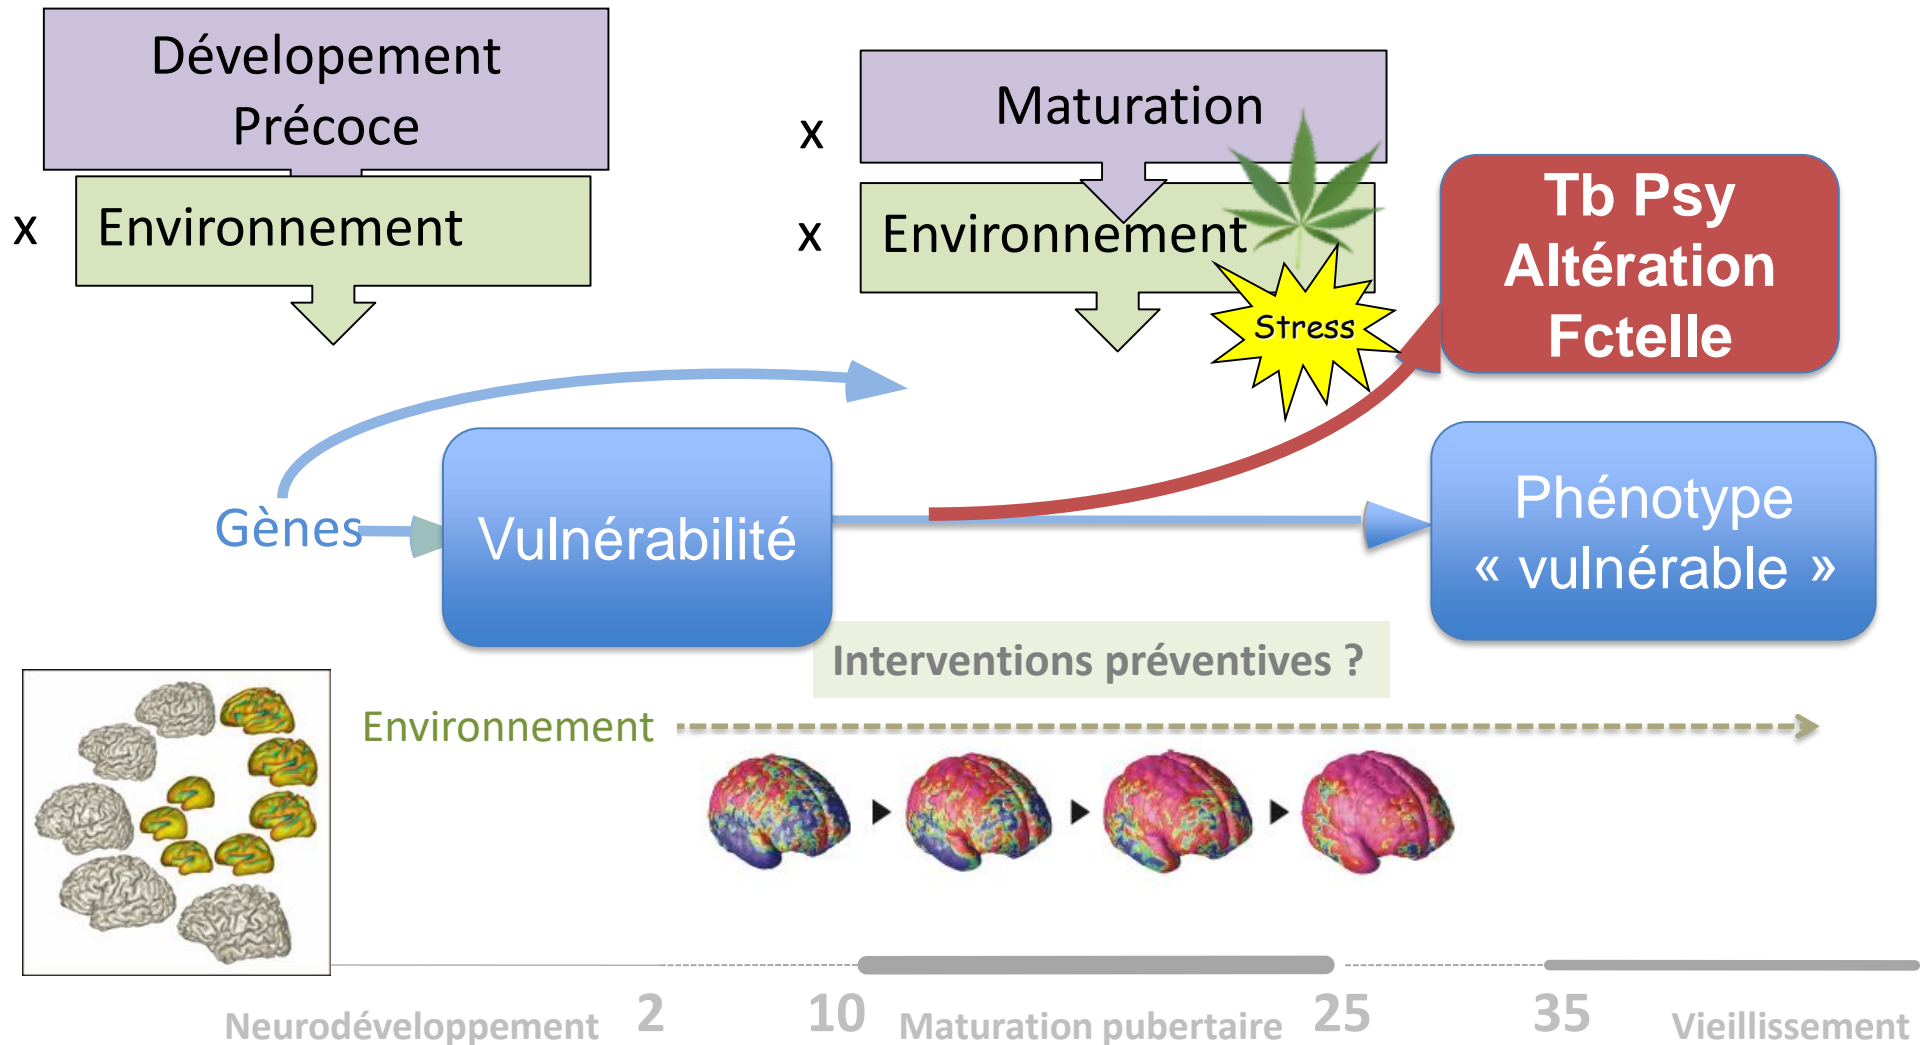 Dévelopement
Précoce
x Environnement
x Maturation
x Environnement
Stress
Tb Psy
Altération
Fctelle
Gènes
Vulnérabilité
Phénotype
« vulnérable »
Interventions préventives ?
Environnement
Neurodéveloppement 2 10 Maturation pubertaire 25 35 Vieillissement